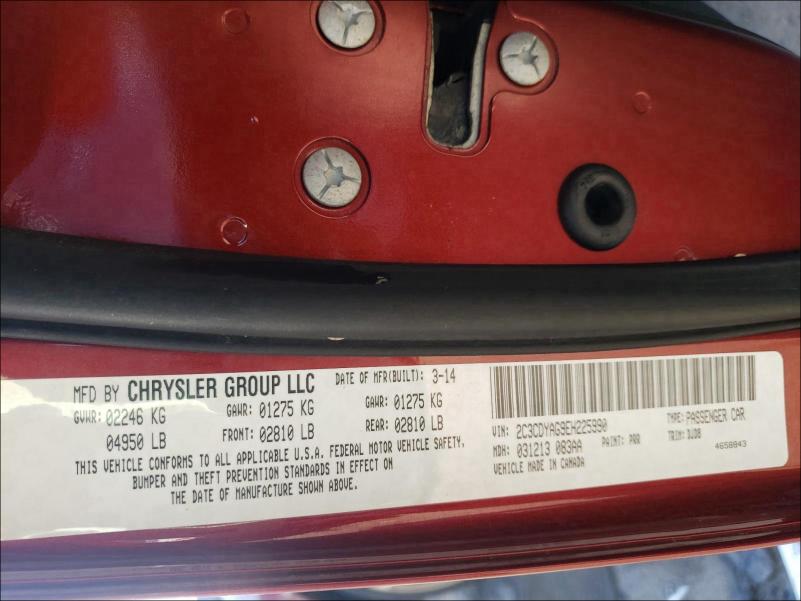 MFD BY CHRYSLER GROUP LLC DATE OF MFR(BUILT): 3-14
GVWR: 02246 KG GAWR: 01275 KG GAWR: 01275 KG
04950 LB FRONT: 02810 LB REAR: 02810 LB
THIS VEHICLE CONFORMS TO ALL APPLICABLE U.S.A. FEDERAL MOTOR VEHICLE SAFETY,
BUMPER AND THEFT PREVENTION STANDARDS IN EFFECT ON
THE DATE OF MANUFACTURE SHOWN ABOVE.
VIN: 2C3CDYAG9EH225990 TYPE: PASSENGER CAR
MDH: 031213 083AA PAINT: PRR TRIM: DJD8
VEHICLE MADE IN CANADA 4658843